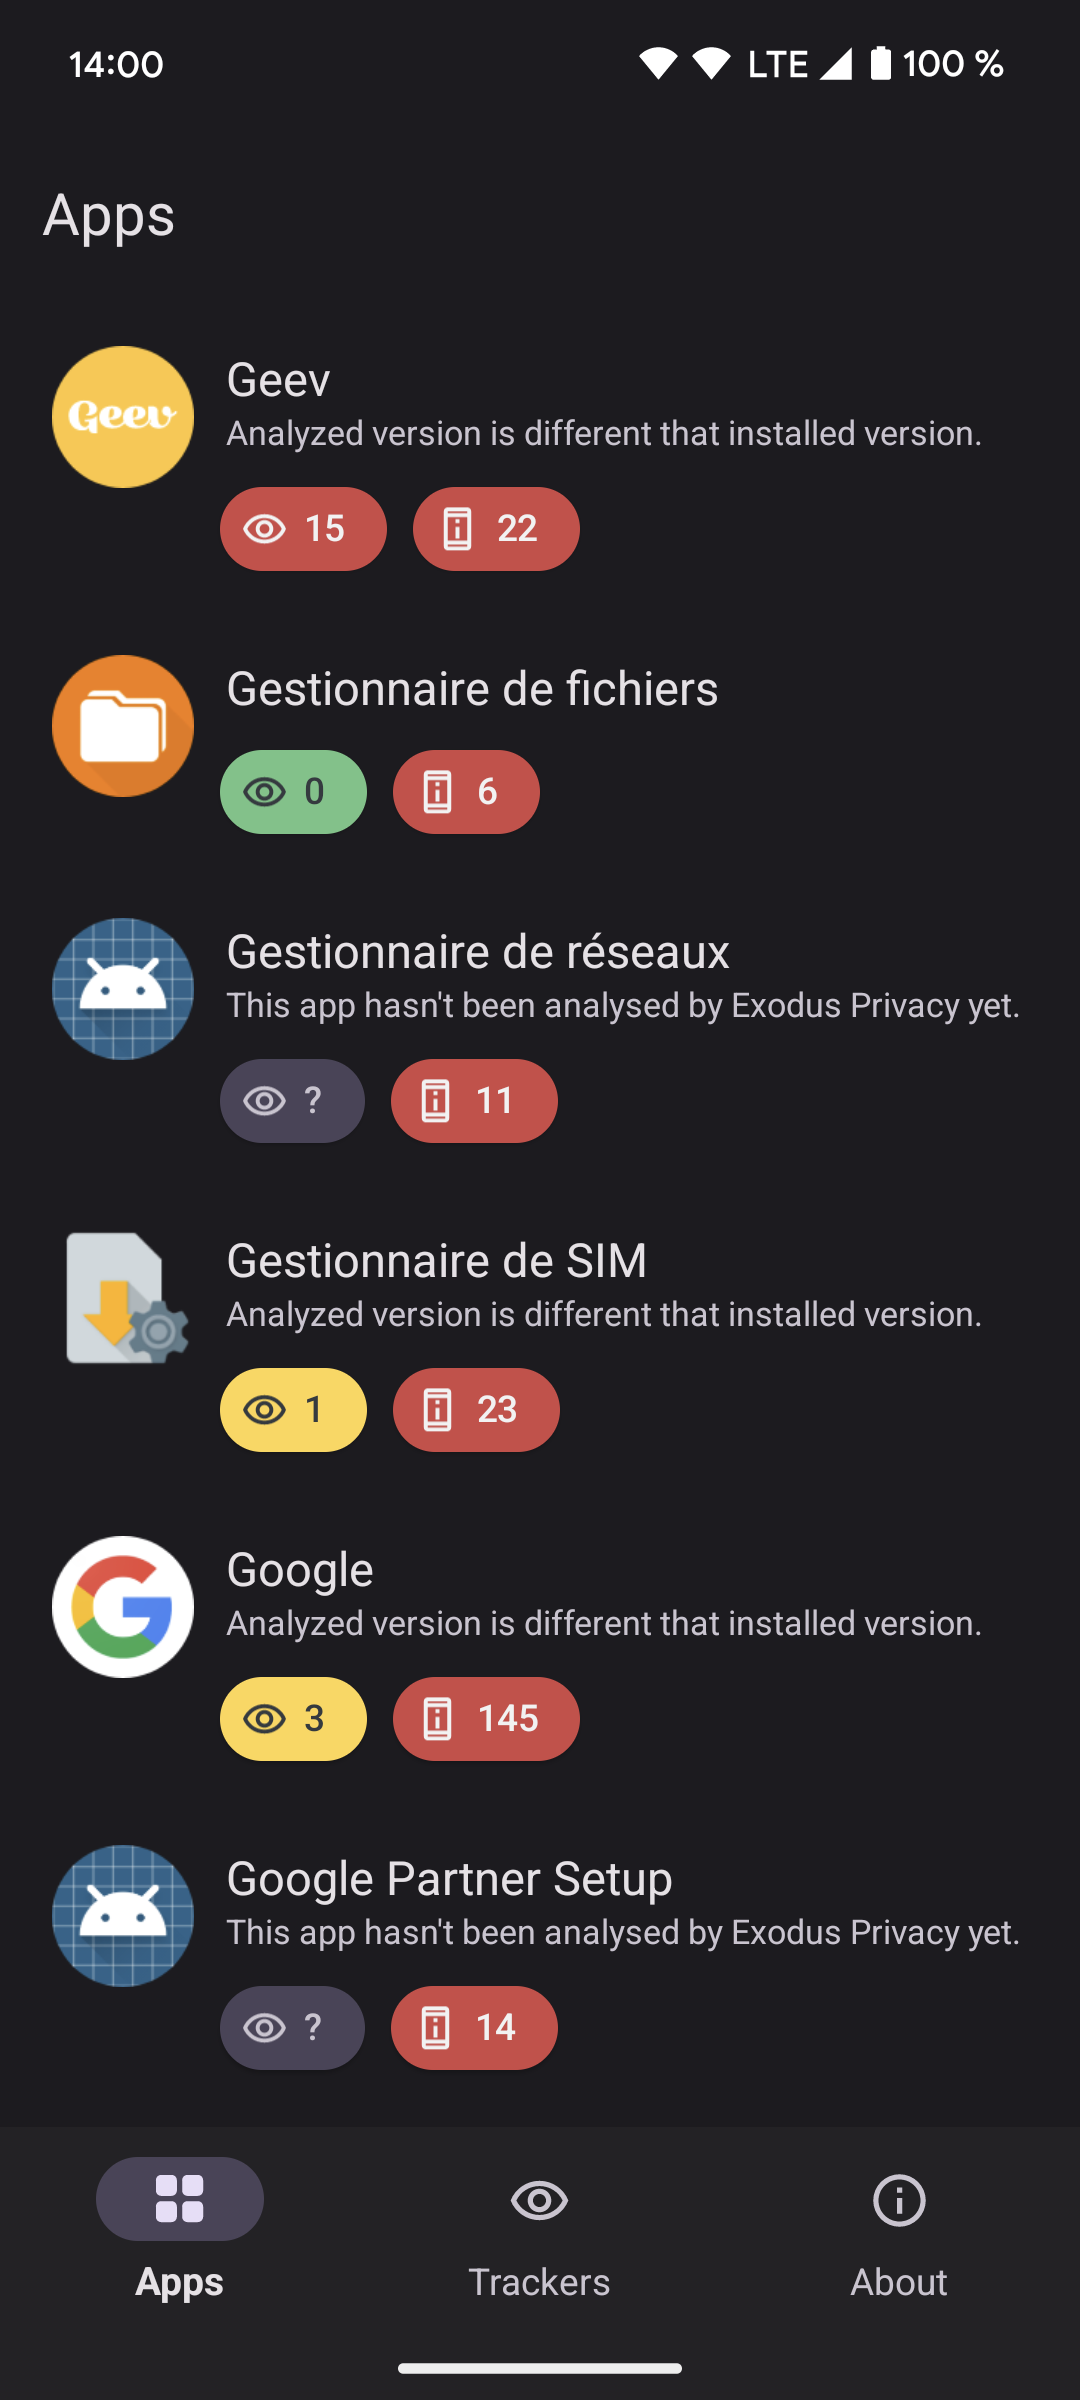 14:00 LTE 100 %
Apps
Geev
Geev
Analyzed version is different that installed version.
15 22
Gestionnaire de fichiers
0 6
Gestionnaire de réseaux
This app hasn't been analysed by Exodus Privacy yet.
? 11
Gestionnaire de SIM
Analyzed version is different that installed version.
1 23
Google
Analyzed version is different that installed version.
3 145
Google Partner Setup
This app hasn't been analysed by Exodus Privacy yet.
? 14
Apps Trackers About